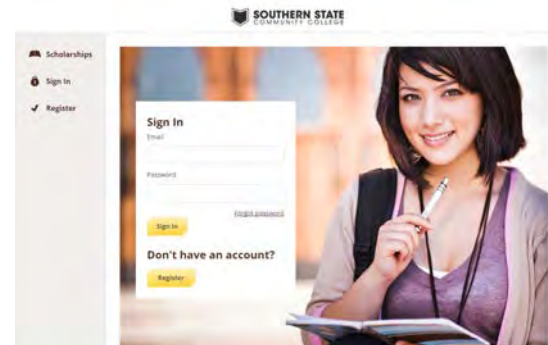 SOUTHERN STATE
COMMUNITY COLLEGE
Scholarships
Sign In
Register
Sign In
Email
Password
Forgot password
Sign In
Don't have an account?
Register